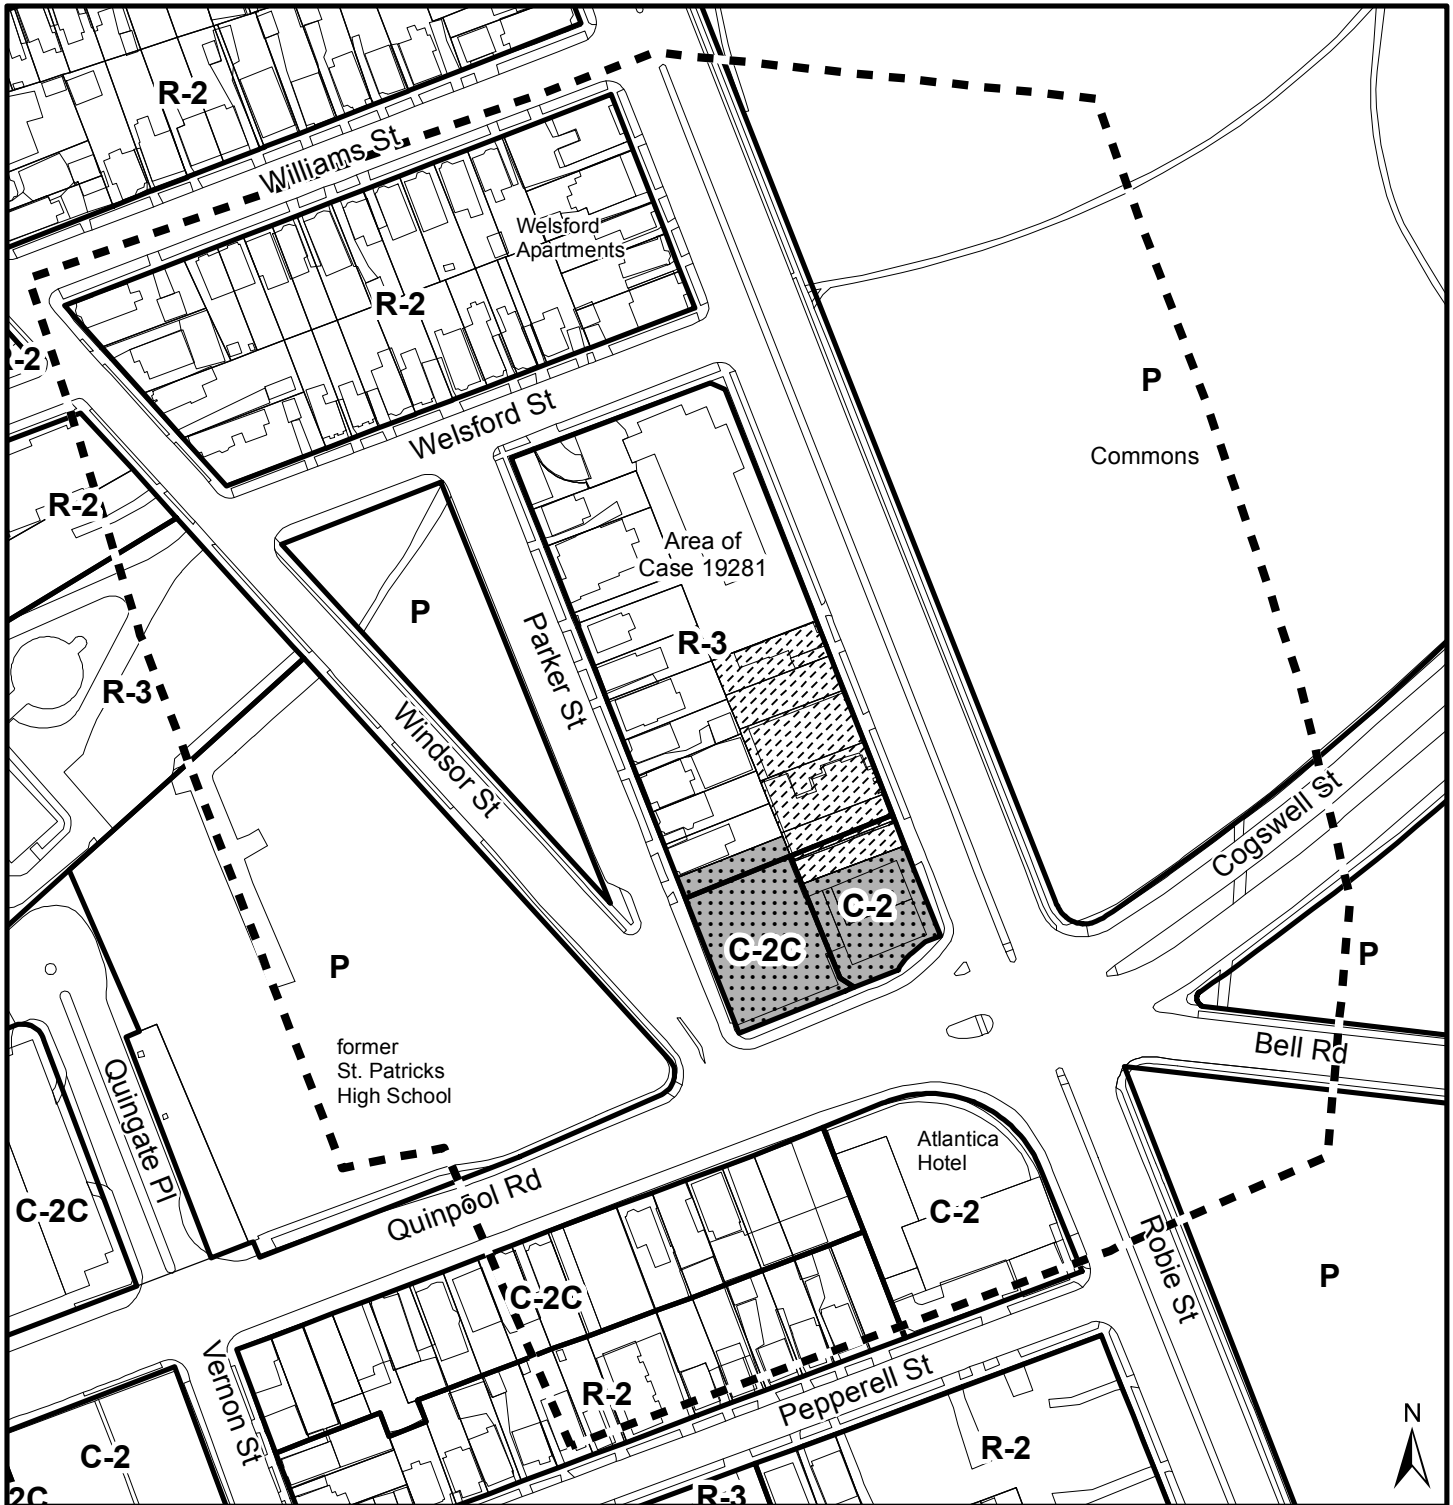 R-2
Williams St
Welsford
Apartments
R-2
R-2
P
Welsford St
Commons
R-2
Area of
Case 19281
P
Parker St
R-3
R-3
Windsor St
Cogswell St
C-2
C-2C
P
P
former
St. Patricks
High School
Bell Rd
Quingate Pl
Atlantica
Hotel
C-2C
Quinpool Rd
C-2
Robie St
P
C-2C
Vernon St
R-2
Pepperell St
N
C-2
R-2
2C
R-3